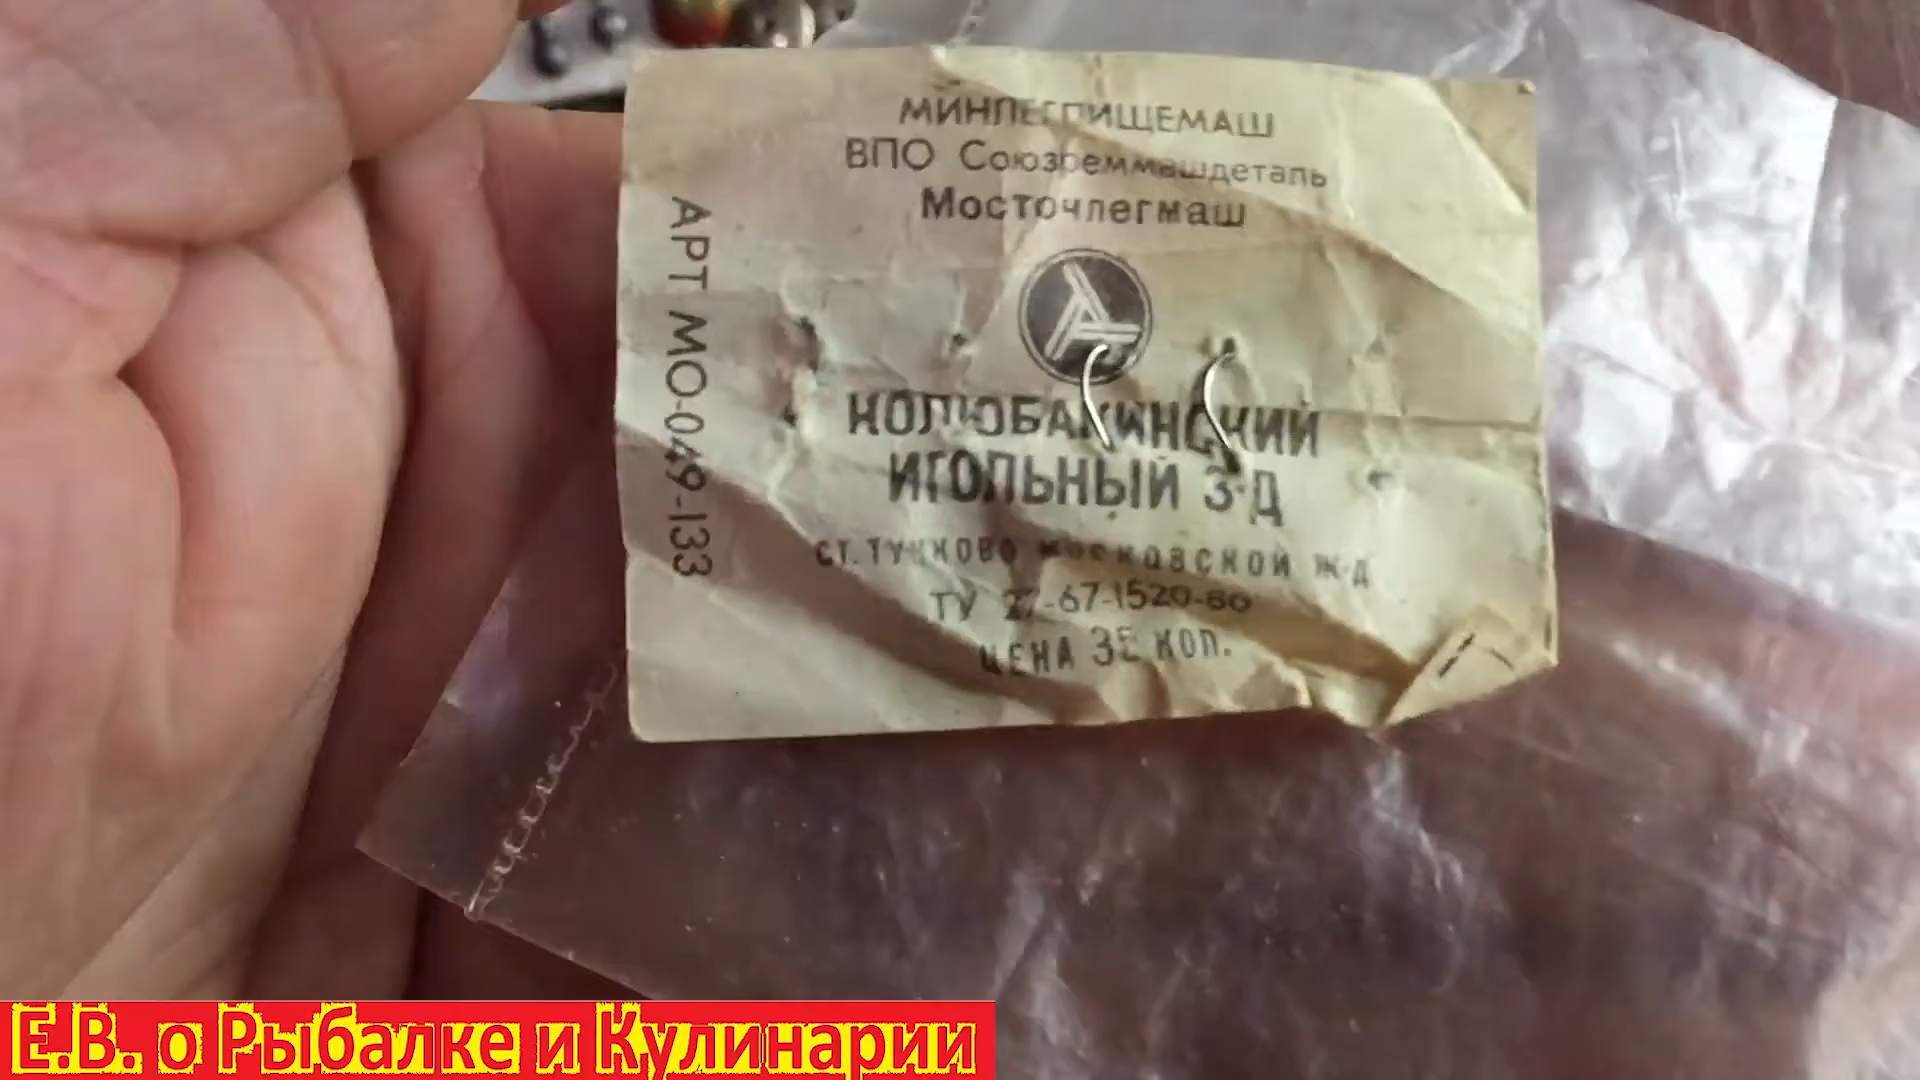 МИНЛЕГПИЩЕМАШ
ВПО Союзреммашдеталь
Мосточлегмаш
АРТ МО-049-133
КОЛЮБАКИНСКИЙ
ИГОЛЬНЫЙ З-Д
СТ. ТУЧКОВО МОСКОВСКОЙ Ж-Д
ТУ 27-67-1520-80
ЦЕНА 35 КОП.
Е.В. о Рыбалке и Кулинарии